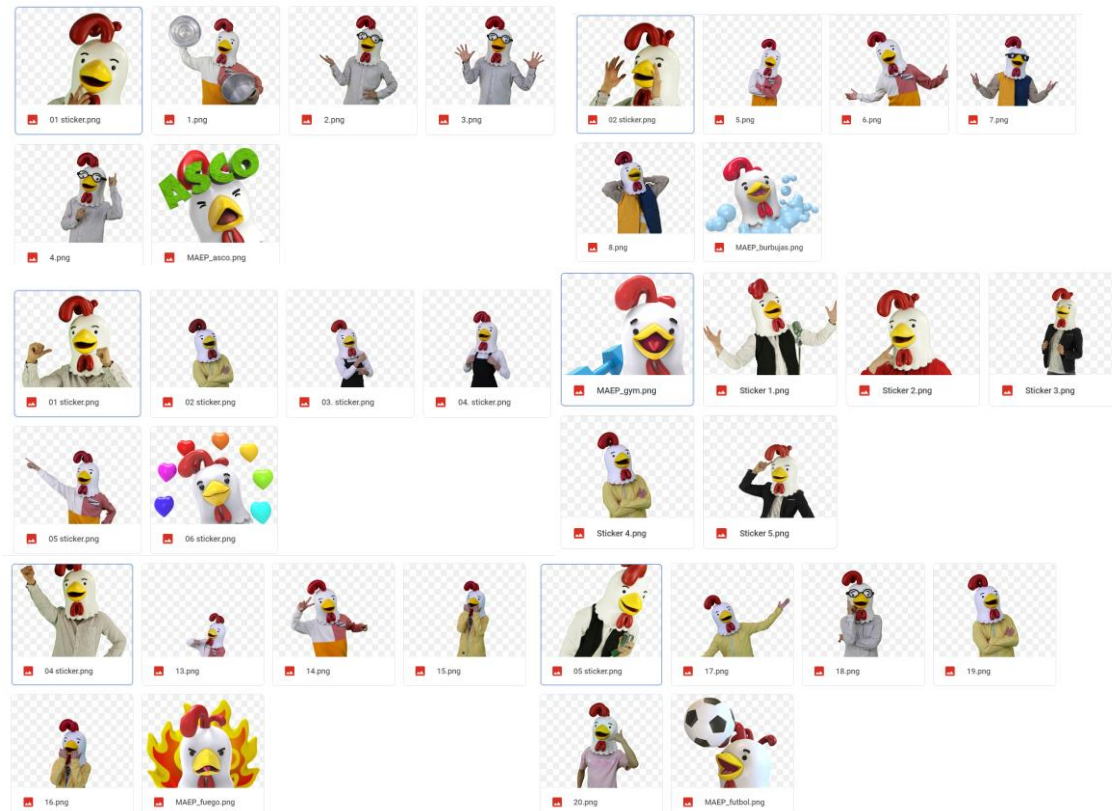 01 sticker.png
1.png
2.png
3.png
4.png
ASCO
MAEP_asco.png
02 sticker.png
5.png
6.png
7.png
8.png
MAEP_burbujas.png
01 sticker.png
02 sticker.png
03. sticker.png
04. sticker.png
05 sticker.png
06 sticker.png
MAEP_gym.png
Sticker 1.png
Sticker 2.png
Sticker 3.png
Sticker 4.png
Sticker 5.png
04 sticker.png
13.png
14.png
15.png
16.png
MAEP_fuego.png
05 sticker.png
17.png
18.png
19.png
20.png
MAEP_futbol.png